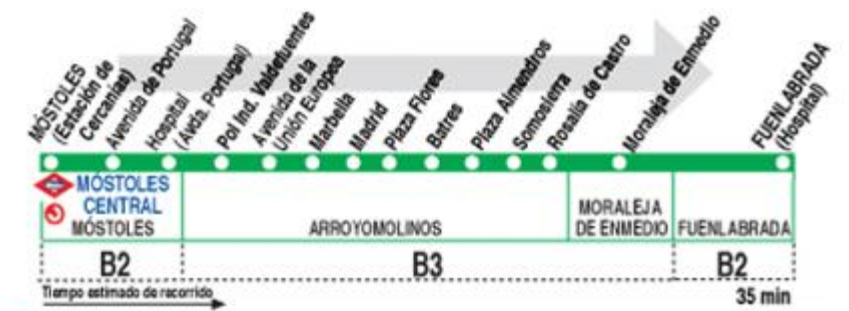 MÓSTOLES
(Estación de
Cercanías)
Avenida de Portugal
Hospital
(Avda. Portugal)
Pol Ind. Valdefuentes
Avenida de la
Unión Europea
Marbella
Madrid
Plaza Flores
Batres
Plaza Almendros
Somosierra
Rosalía de Castro
Moraleja de Enmedio
FUENLABRADA
(Hospital)
MÓSTOLES
CENTRAL
MÓSTOLES
ARROYOMOLINOS
MORALEJA
DE ENMEDIO
FUENLABRADA
B2
B3
B2
Tiempo estimado de recorrido
35 min